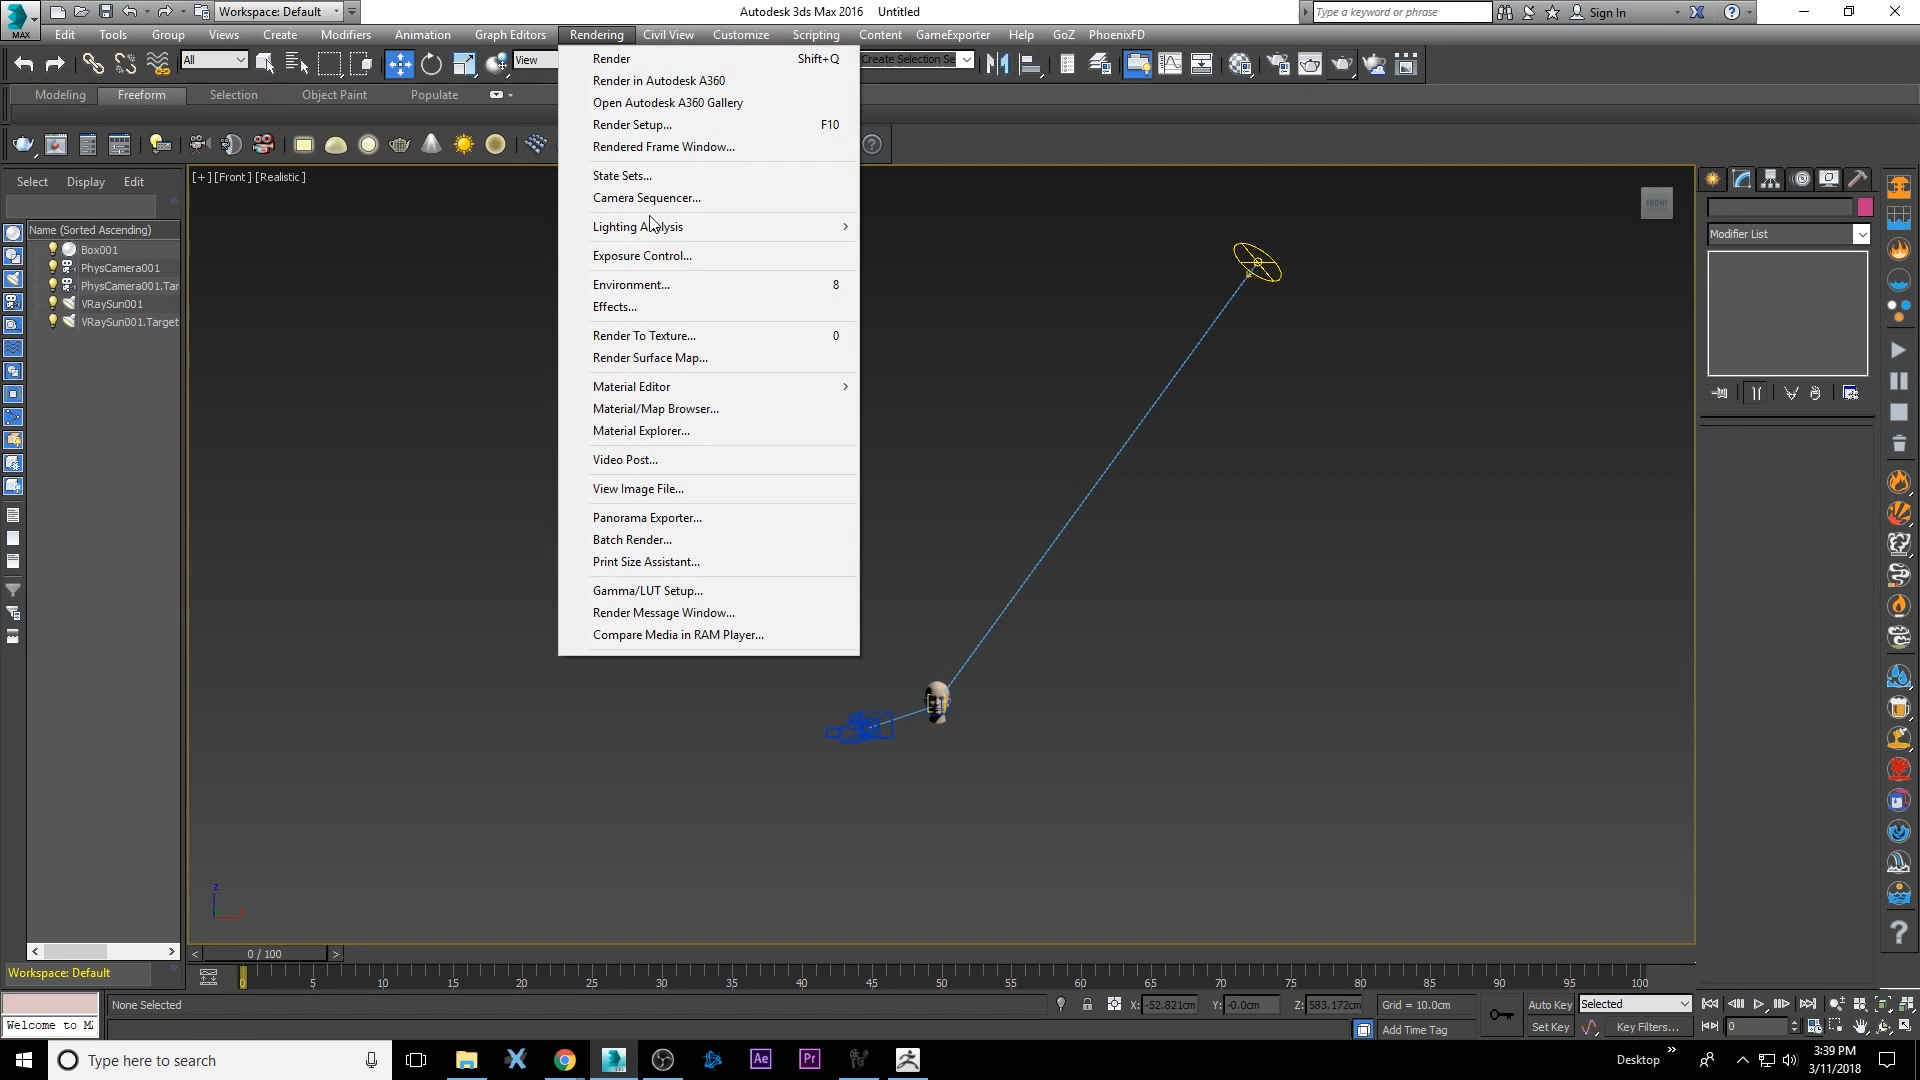 Workspace: Default
Autodesk 3ds Max 2016 Untitled
Type a keyword or phrase
Sign In
MAX
Edit Tools Group Views Create Modifiers Animation Graph Editors Rendering Civil View Customize Scripting Content GameExporter Help GoZ PhoenixFD
All
View
Create Selection Se
Modeling Freeform Selection Object Paint Populate
Render Shift+Q
Render in Autodesk A360
Open Autodesk A360 Gallery
Render Setup... F10
Rendered Frame Window...
State Sets...
Camera Sequencer...
Lighting Analysis
Exposure Control...
Environment... 8
Effects...
Render To Texture... 0
Render Surface Map...
Material Editor
Material/Map Browser...
Material Explorer...
Video Post...
View Image File...
Panorama Exporter...
Batch Render...
Print Size Assistant...
Gamma/LUT Setup...
Render Message Window...
Compare Media in RAM Player...
Select Display Edit
Name (Sorted Ascending)
Box001
PhysCamera001
PhysCamera001.Tar
VRaySun001
VRaySun001.Target
[+] [Front] [Realistic]
FRONT
Modifier List
z
0 / 100
Workspace: Default
0 5 10 15 20 25 30 35 40 45 50 55 60 65 70 75 80 85 90 95 100
None Selected
X: -52.821cm Y: -0.0cm Z: 583.172cm Grid = 10.0cm
Auto Key Selected
Welcome to M
Add Time Tag
Set Key Key Filters...
0
Type here to search
Ae Pr
Desktop
3:39 PM
3/11/2018